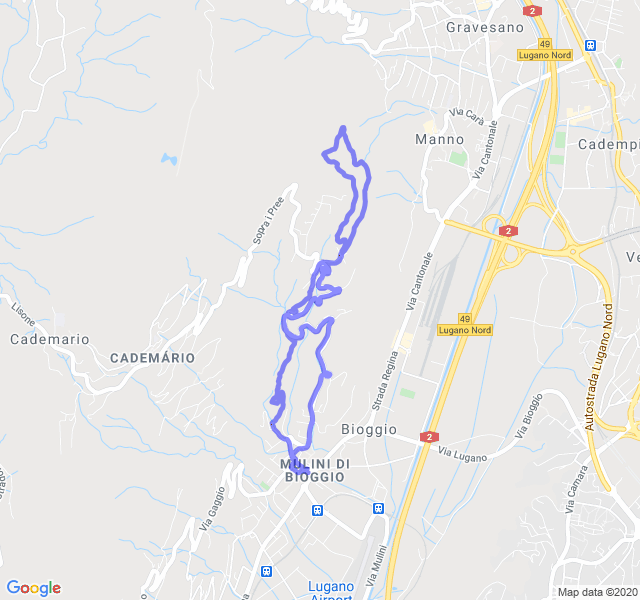 2
Gravesano
49
Lugano Nord
Via Carà
Manno
Via Cantonale
Cadempi
Sopra i Pree
2
Ve
Via Cantonale
Lisone
49
Lugano Nord
Autostrada Lugano Nord
Cademario
CADEMÁRIO
Strada Regina
Via Bioggio
Bioggio
2
Via Lugano
MULINI DI
BIOGGIO
Via Gaggio
Via Camara
Via Mulini
Lugano
Airport
Google
Map data ©2020